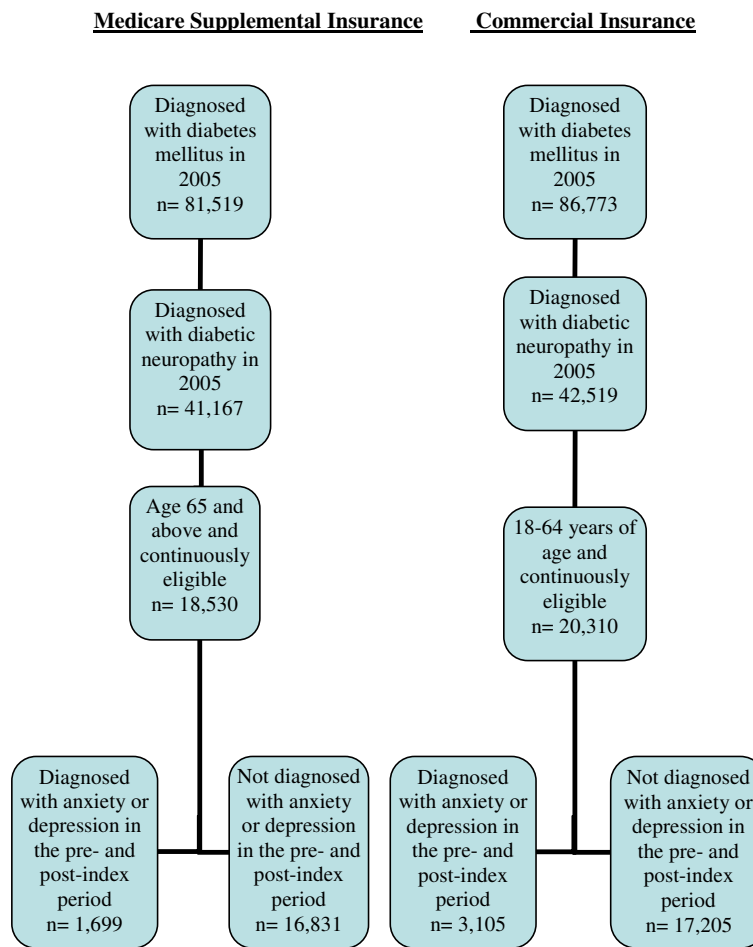 Medicare Supplemental Insurance
Commercial Insurance
Diagnosed
with diabetes
mellitus in
2005
n= 81,519
Diagnosed
with diabetes
mellitus in
2005
n= 86,773
Diagnosed
with diabetic
neuropathy in
2005
n= 41,167
Diagnosed
with diabetic
neuropathy in
2005
n= 42,519
Age 65 and
above and
continuously
eligible
n= 18,530
18-64 years of
age and
continuously
eligible
n= 20,310
Diagnosed
with anxiety or
depression in
the pre- and
post-index
period
n= 1,699
Not diagnosed
with anxiety
or depression
in the pre- and
post-index
period
n= 16,831
Diagnosed
with anxiety or
depression in
the pre- and
post-index
period
n= 3,105
Not diagnosed
with anxiety or
depression in
the pre- and
post-index
period
n= 17,205